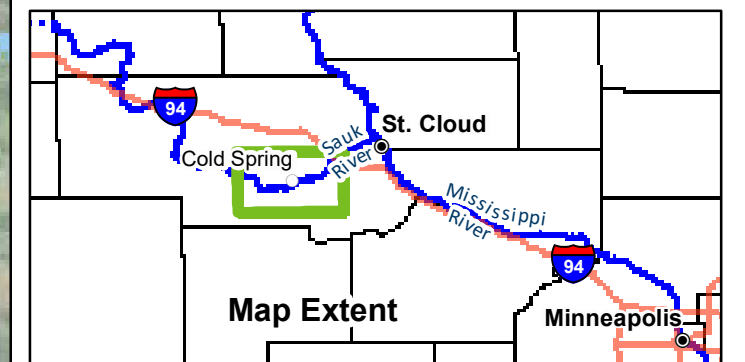 94
St. Cloud
Sauk
River
Cold Spring
Mississippi
River
94
Map Extent
Minneapolis